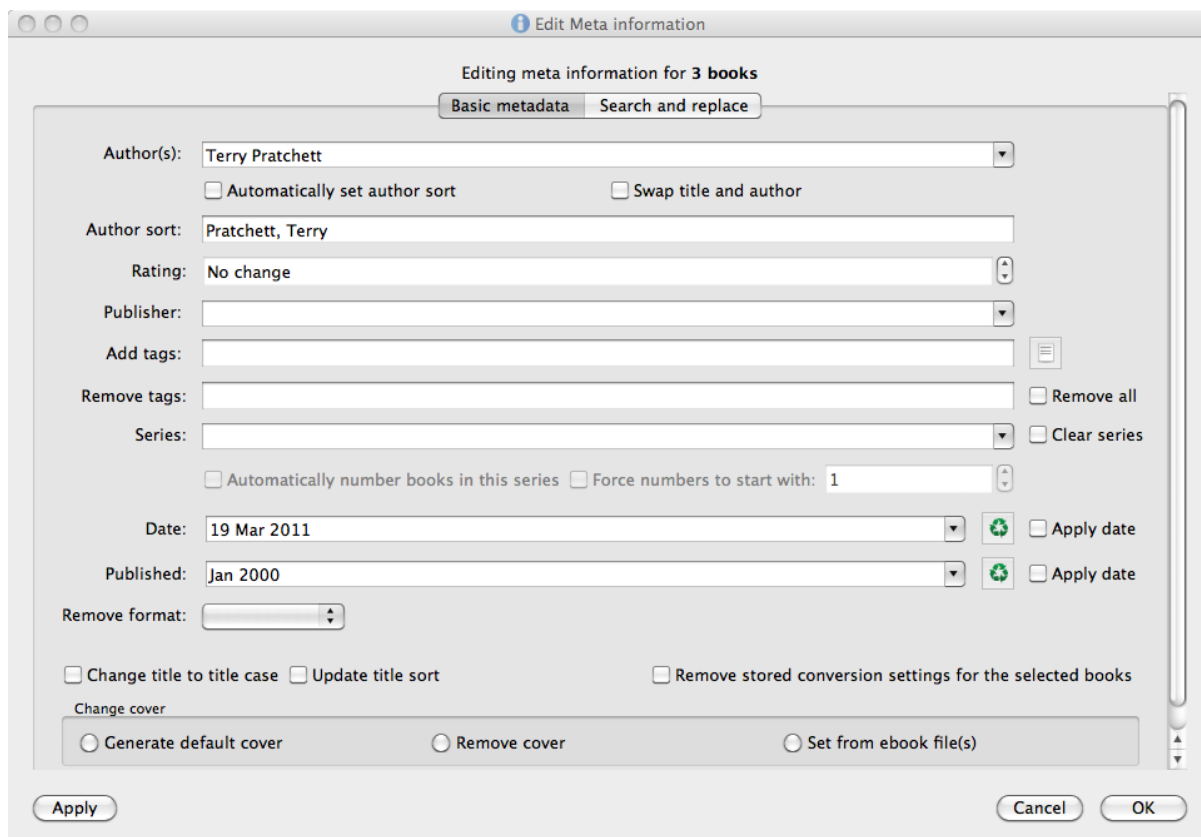 Edit Meta information
Editing meta information for 3 books
Basic metadata Search and replace
Author(s): Terry Pratchett
Automatically set author sort Swap title and author
Author sort: Pratchett, Terry
Rating: No change
Publisher:
Add tags:
Remove tags: Remove all
Series: Clear series
Automatically number books in this series Force numbers to start with: 1
Date: 19 Mar 2011 Apply date
Published: Jan 2000 Apply date
Remove format:
Change title to title case Update title sort Remove stored conversion settings for the selected books
Change cover
Generate default cover Remove cover Set from ebook file(s)
Apply Cancel OK